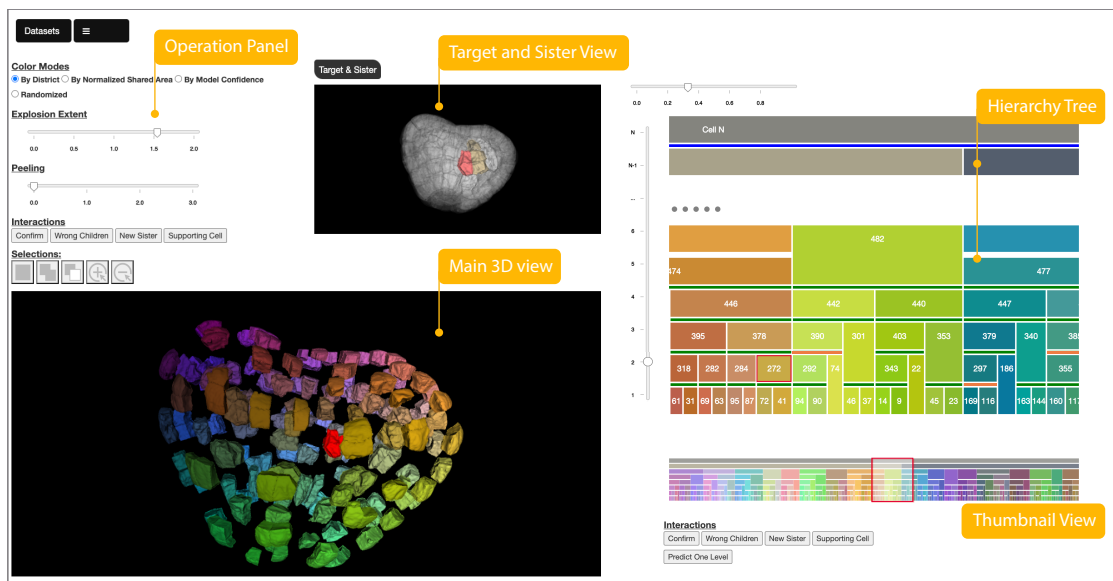 Datasets ≡
Operation Panel
Color Modes
By District By Normalized Shared Area By Model Confidence
Randomized
Explosion Extent
0.0 0.5 1.0 1.5 2.0
Peeling
0.0 1.0 2.0 3.0
Interactions
Confirm Wrong Children New Sister Supporting Cell
Selections:
Target and Sister View
Target & Sister
Main 3D view
0.0 0.2 0.4 0.6 0.8
Hierarchy Tree
N Cell N
N-1
...
6 482
5 474 477
4 446 442 440 447
3 395 378 390 301 403 353 379 340 385
2 318 282 284 272 292 74 343 22 297 186 355
1 61 31 69 63 95 87 72 41 94 90 46 37 14 9 45 23 169 116 163 144 160 117
Thumbnail View
Interactions
Confirm Wrong Children New Sister Supporting Cell
Predict One Level